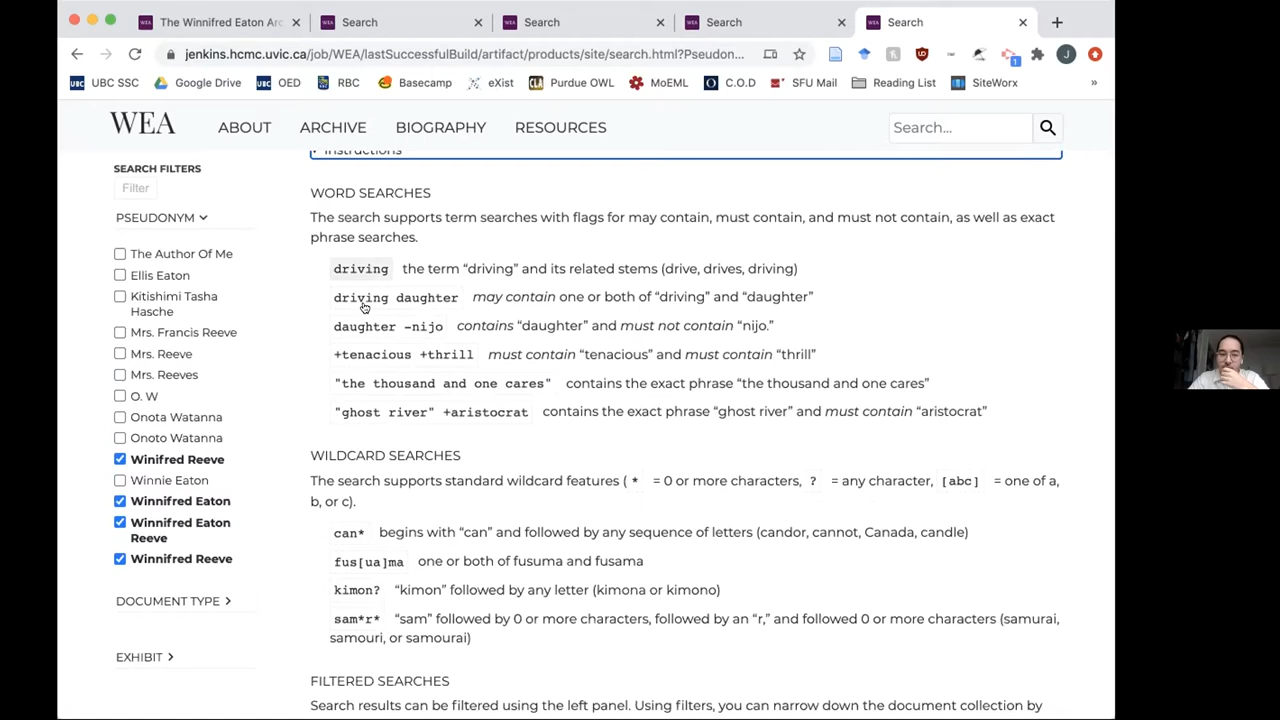 The Winnifred Eaton Arc
Search
Search
Search
Search
jenkins.hcmc.uvic.ca/job/WEA/lastSuccessfulBuild/artifact/products/site/search.html?Pseudon...
J
1
UBC UBC SSC
Google Drive
UBC OED
RBC
Basecamp
eXist
Purdue OWL
MoEML
C.O.D
SFU Mail
Reading List
SiteWorx
»
WEA
ABOUT
ARCHIVE
BIOGRAPHY
RESOURCES
Search...
SEARCH FILTERS
Filter
PSEUDONYM
The Author Of Me
Ellis Eaton
Kitishimi Tasha
Hasche
Mrs. Francis Reeve
Mrs. Reeve
Mrs. Reeves
O. W
Onota Watanna
Onoto Watanna
Winifred Reeve
Winnie Eaton
Winnifred Eaton
Winnifred Eaton
Reeve
Winnifred Reeve
DOCUMENT TYPE
EXHIBIT
Instructions
WORD SEARCHES
The search supports term searches with flags for may contain, must contain, and must not contain, as well as exact
phrase searches.
driving the term “driving” and its related stems (drive, drives, driving)
driving daughter may contain one or both of “driving” and “daughter”
daughter -nijo contains “daughter” and must not contain “nijo.”
+tenacious +thrill must contain “tenacious” and must contain “thrill”
"the thousand and one cares" contains the exact phrase “the thousand and one cares”
"ghost river" +aristocrat contains the exact phrase “ghost river” and must contain “aristocrat”
WILDCARD SEARCHES
The search supports standard wildcard features ( * = 0 or more characters, ? = any character, [abc] = one of a,
b, or c).
can* begins with “can” and followed by any sequence of letters (candor, cannot, Canada, candle)
fus[ua]ma one or both of fusuma and fusama
kimon? “kimon” followed by any letter (kimona or kimono)
sam*r* “sam” followed by 0 or more characters, followed by an “r,” and followed 0 or more characters (samurai,
samouri, or samourai)
FILTERED SEARCHES
Search results can be filtered using the left panel. Using filters, you can narrow down the document collection by